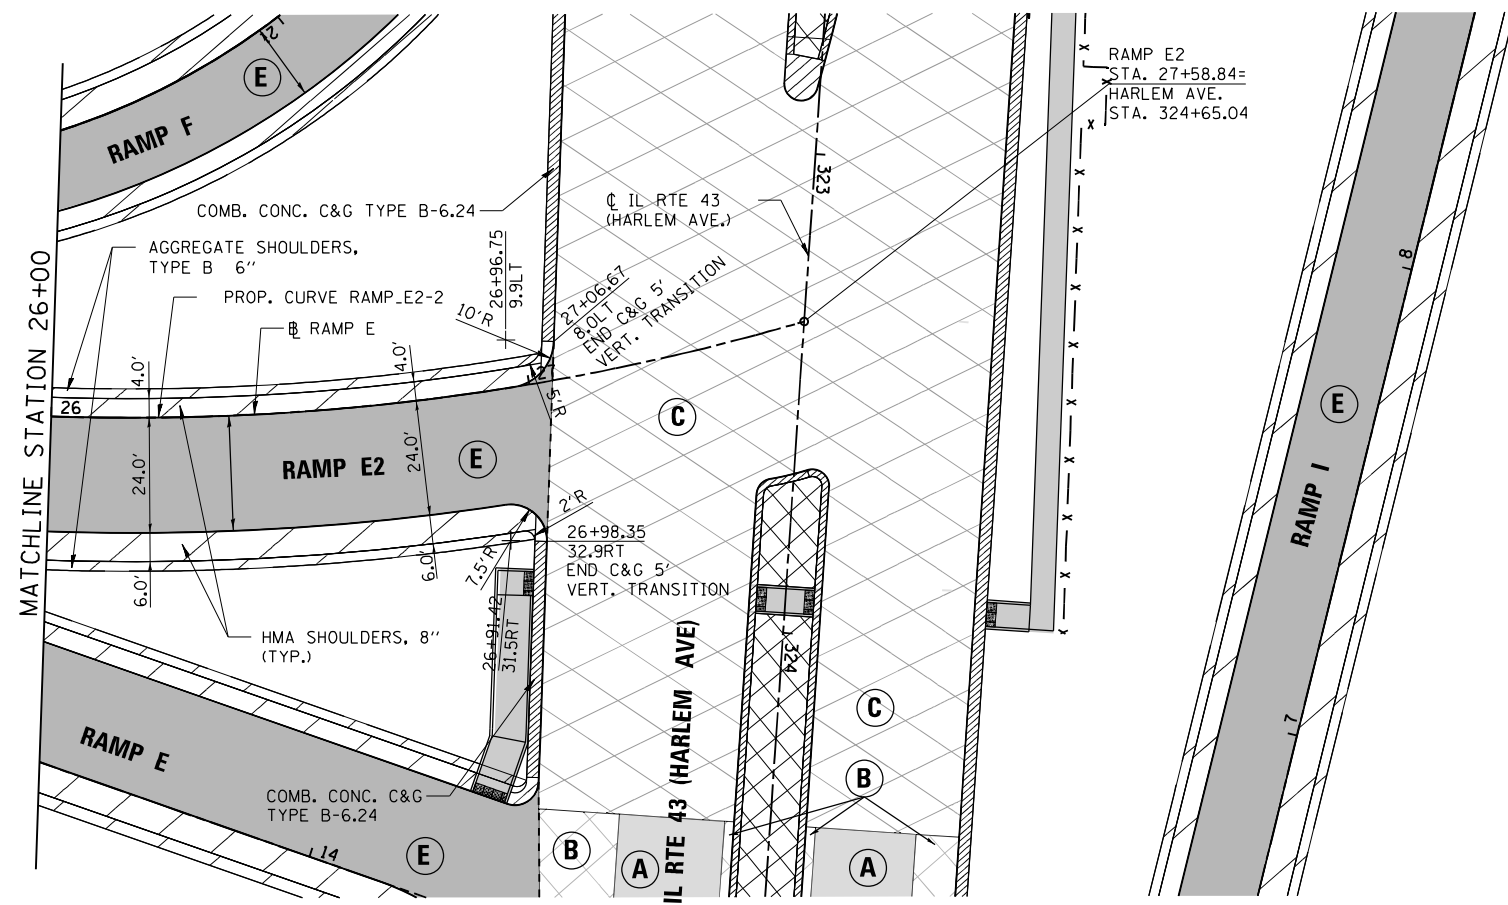 RAMP E2
STA. 27+58.84=
HARLEM AVE.
STA. 324+65.04
12
E
RAMP F
COMB. CONC. C&G TYPE B-6.24
℄ IL RTE 43
(HARLEM AVE.)
323
AGGREGATE SHOULDERS,
TYPE B 6''
PROP. CURVE RAMP_E2-2
℄ RAMP E
26+96.75
9.9LT
10'R
27+06.67
8.0LT
END C&G 5'
VERT. TRANSITION
18
MATCHLINE STATION 26+00
26
4.0'
4.0'
27
5'R
C
E
24.0'
24.0'
RAMP E2
E
RAMP I
2'R
26+98.35
32.9RT
END C&G 5'
VERT. TRANSITION
7.5'R
6.0'
6.0'
26+91.42
31.5RT
HMA SHOULDERS, 8''
(TYP.)
324
C
17
RAMP E
B
COMB. CONC. C&G
TYPE B-6.24
IL RTE 43 (HARLEM AVE)
14
E
B
A
A
X X X X X X X X X